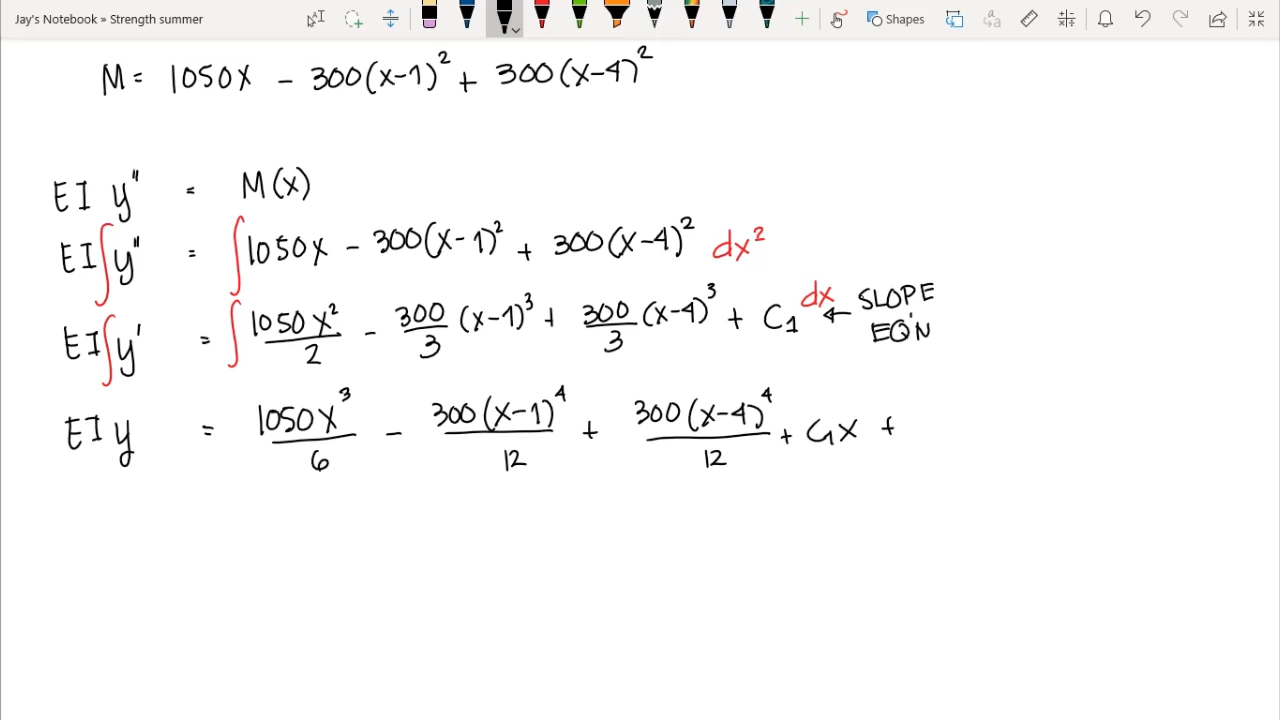 Jay's Notebook » Strength summer
Shapes
M = 1050x - 300(x-1)² + 300(x-4)²
EI y" = M(x)
EI∫y" = ∫1050x - 300(x-1)² + 300(x-4)² dx²
EI∫y' = ∫1050x²/2 - 300/3 (x-1)³ + 300/3 (x-4)³ + C₁ dx ← SLOPE
EQ'N
EI y = 1050x³/6 - 300(x-1)⁴/12 + 300(x-4)⁴/12 + C₁x +